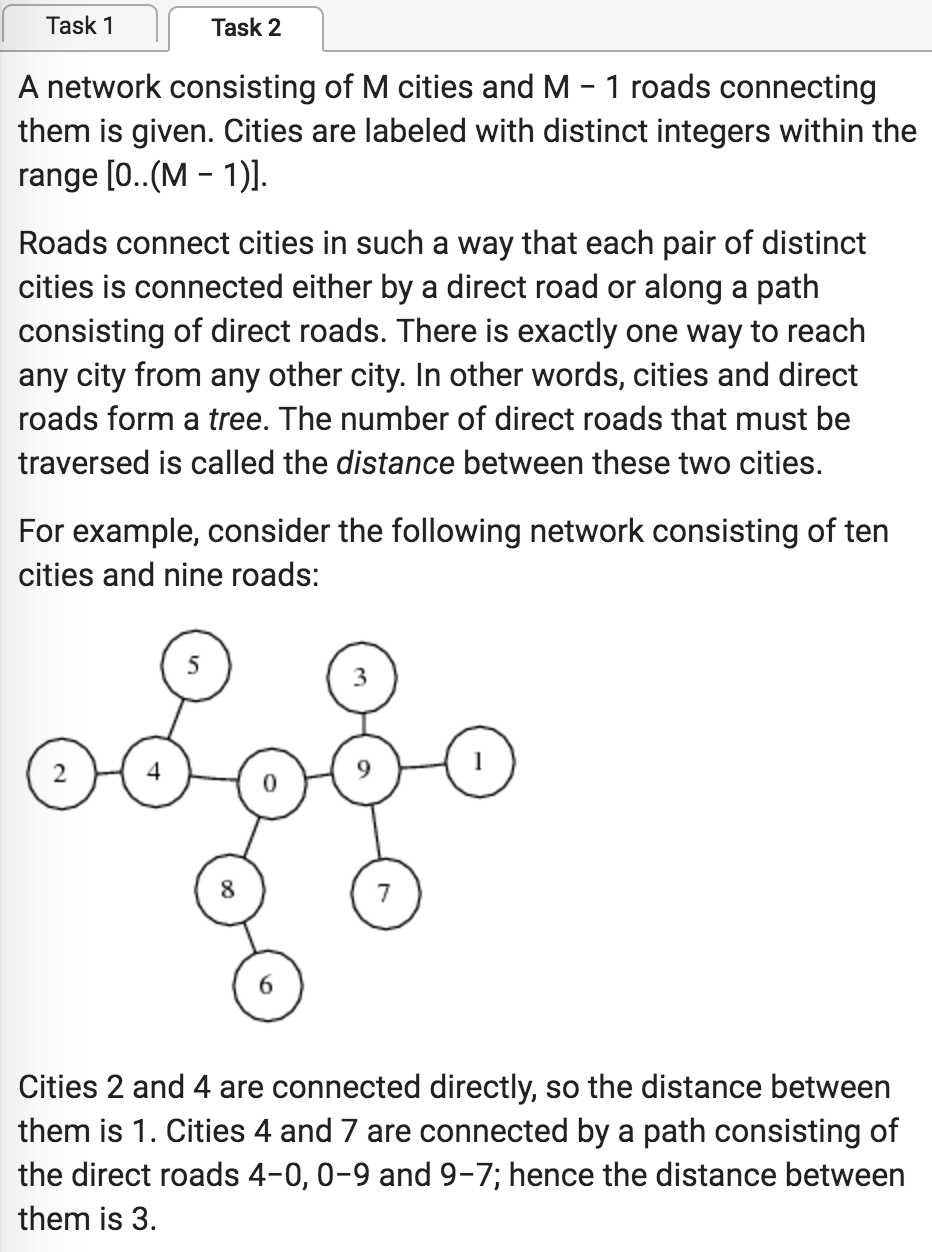 Task 1
Task 2
A network consisting of M cities and M − 1 roads connecting
them is given. Cities are labeled with distinct integers within the
range [0..(M − 1)].
Roads connect cities in such a way that each pair of distinct
cities is connected either by a direct road or along a path
consisting of direct roads. There is exactly one way to reach
any city from any other city. In other words, cities and direct
roads form a tree. The number of direct roads that must be
traversed is called the distance between these two cities.
For example, consider the following network consisting of ten
cities and nine roads:
5
3
2
4
0
9
1
8
7
6
Cities 2 and 4 are connected directly, so the distance between
them is 1. Cities 4 and 7 are connected by a path consisting of
the direct roads 4−0, 0−9 and 9−7; hence the distance between
them is 3.